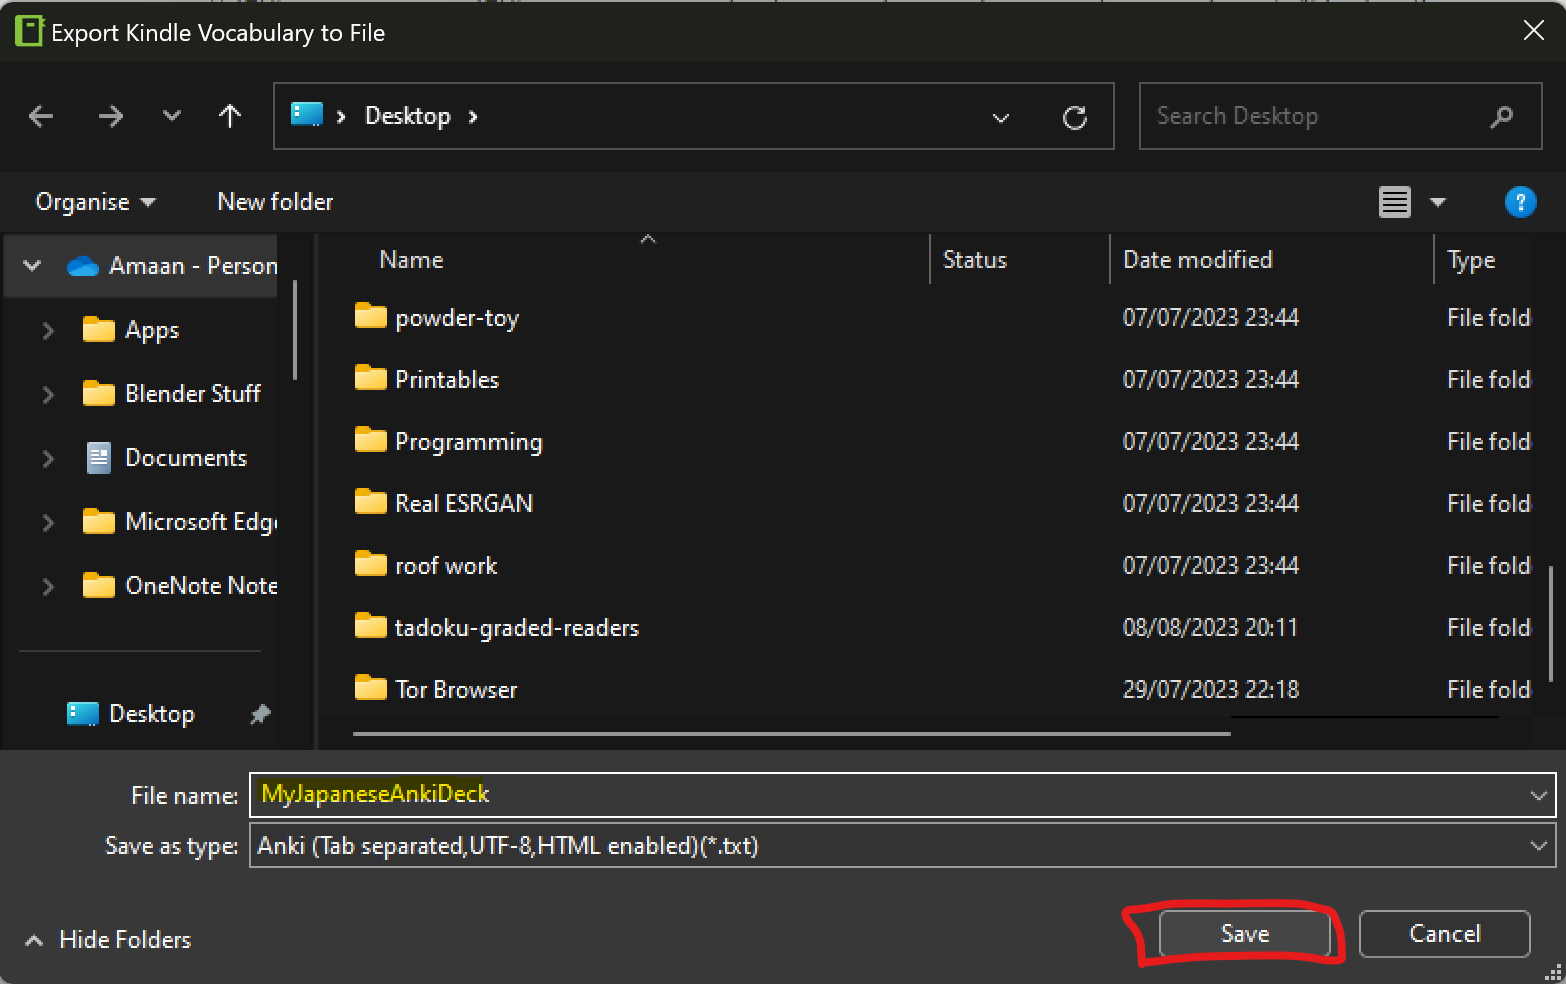 Export Kindle Vocabulary to File
Desktop
Search Desktop
Organise
New folder
Name
Status
Date modified
Type
Amaan - Person
Apps
Blender Stuff
Documents
Microsoft Edg
OneNote Note
Desktop
powder-toy 07/07/2023 23:44 File fold
Printables 07/07/2023 23:44 File fold
Programming 07/07/2023 23:44 File fold
Real ESRGAN 07/07/2023 23:44 File fold
roof work 07/07/2023 23:44 File fold
tadoku-graded-readers 08/08/2023 20:11 File fold
Tor Browser 29/07/2023 22:18 File fold
File name: MyJapaneseAnkiDeck
Save as type: Anki (Tab separated,UTF-8,HTML enabled)(*.txt)
Hide Folders
Save
Cancel